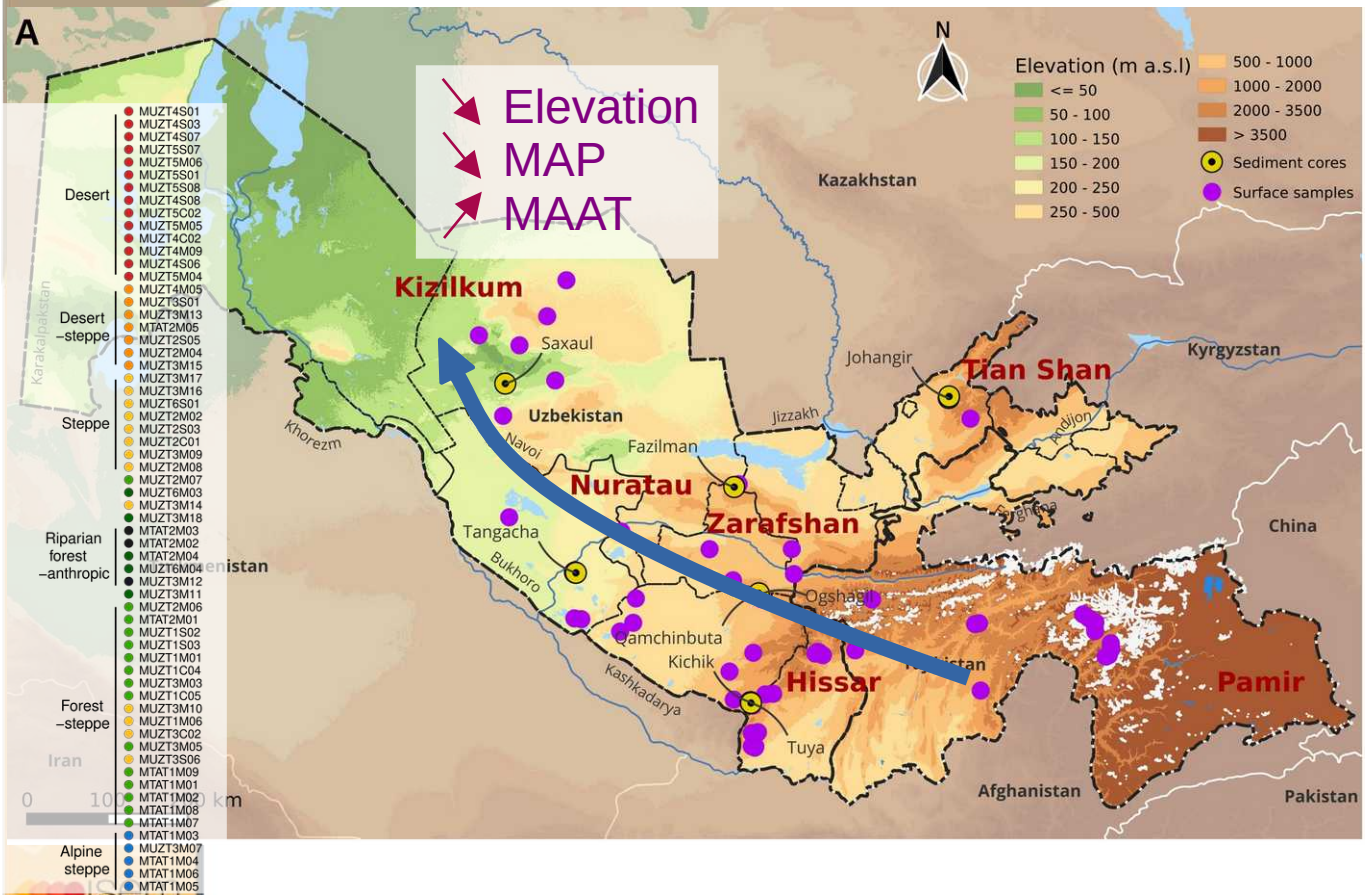 A
Elevation
MAP
MAAT
N
Elevation (m a.s.l)
<= 50
50 - 100
100 - 150
150 - 200
200 - 250
250 - 500
500 - 1000
1000 - 2000
2000 - 3500
> 3500
Sediment cores
Surface samples
Desert
MUZT4S01
MUZT4S03
MUZT4S07
MUZT5S07
MUZT5M06
MUZT5S01
MUZT5S08
MUZT4S08
MUZT5C02
MUZT5M05
MUZT4C02
MUZT4M09
MUZT4S06
MUZT5M04
Desert
–steppe
MUZT4M05
MUZT3S01
MUZT3M13
MTAT2M05
MUZT2S05
MUZT2M04
MUZT3M15
Steppe
MUZT3M17
MUZT3M16
MUZT6S01
MUZT2M02
MUZT2S03
MUZT2C01
MUZT3M09
MUZT2M08
MUZT2M07
MUZT6M03
MUZT3M14
MUZT3M18
Riparian
forest
–anthropic
MTAT2M03
MTAT2M02
MTAT2M04
MUZT6M04
MUZT3M12
MUZT3M11
Forest
–steppe
MUZT2M06
MTAT2M01
MUZT1S02
MUZT1S03
MUZT1M01
MUZT1C04
MUZT3M03
MUZT1C05
MUZT3M10
MUZT1M06
MUZT3C02
MUZT3M05
MUZT3S06
MTAT1M09
MTAT1M01
MTAT1M02
MTAT1M08
MTAT1M07
Alpine
steppe
MTAT1M03
MUZT3M07
MTAT1M04
MTAT1M06
MTAT1M05
Karakalpakstan
Kazakhstan
Kizilkum
Saxaul
Johangir
Tian Shan
Kyrgyzstan
Uzbekistan
Khorezm
Navoi
Jizzakh
Andjon
Fazilman
Nuratau
Zarafshan
Ferghana
China
Tangacha
Bukhoro
enistan
Ogshagil
Qamchinbuta
Kichik
Kashkadarya
Hissar
Pamir
Tuya
Iran
Afghanistan
Pakistan
0
km